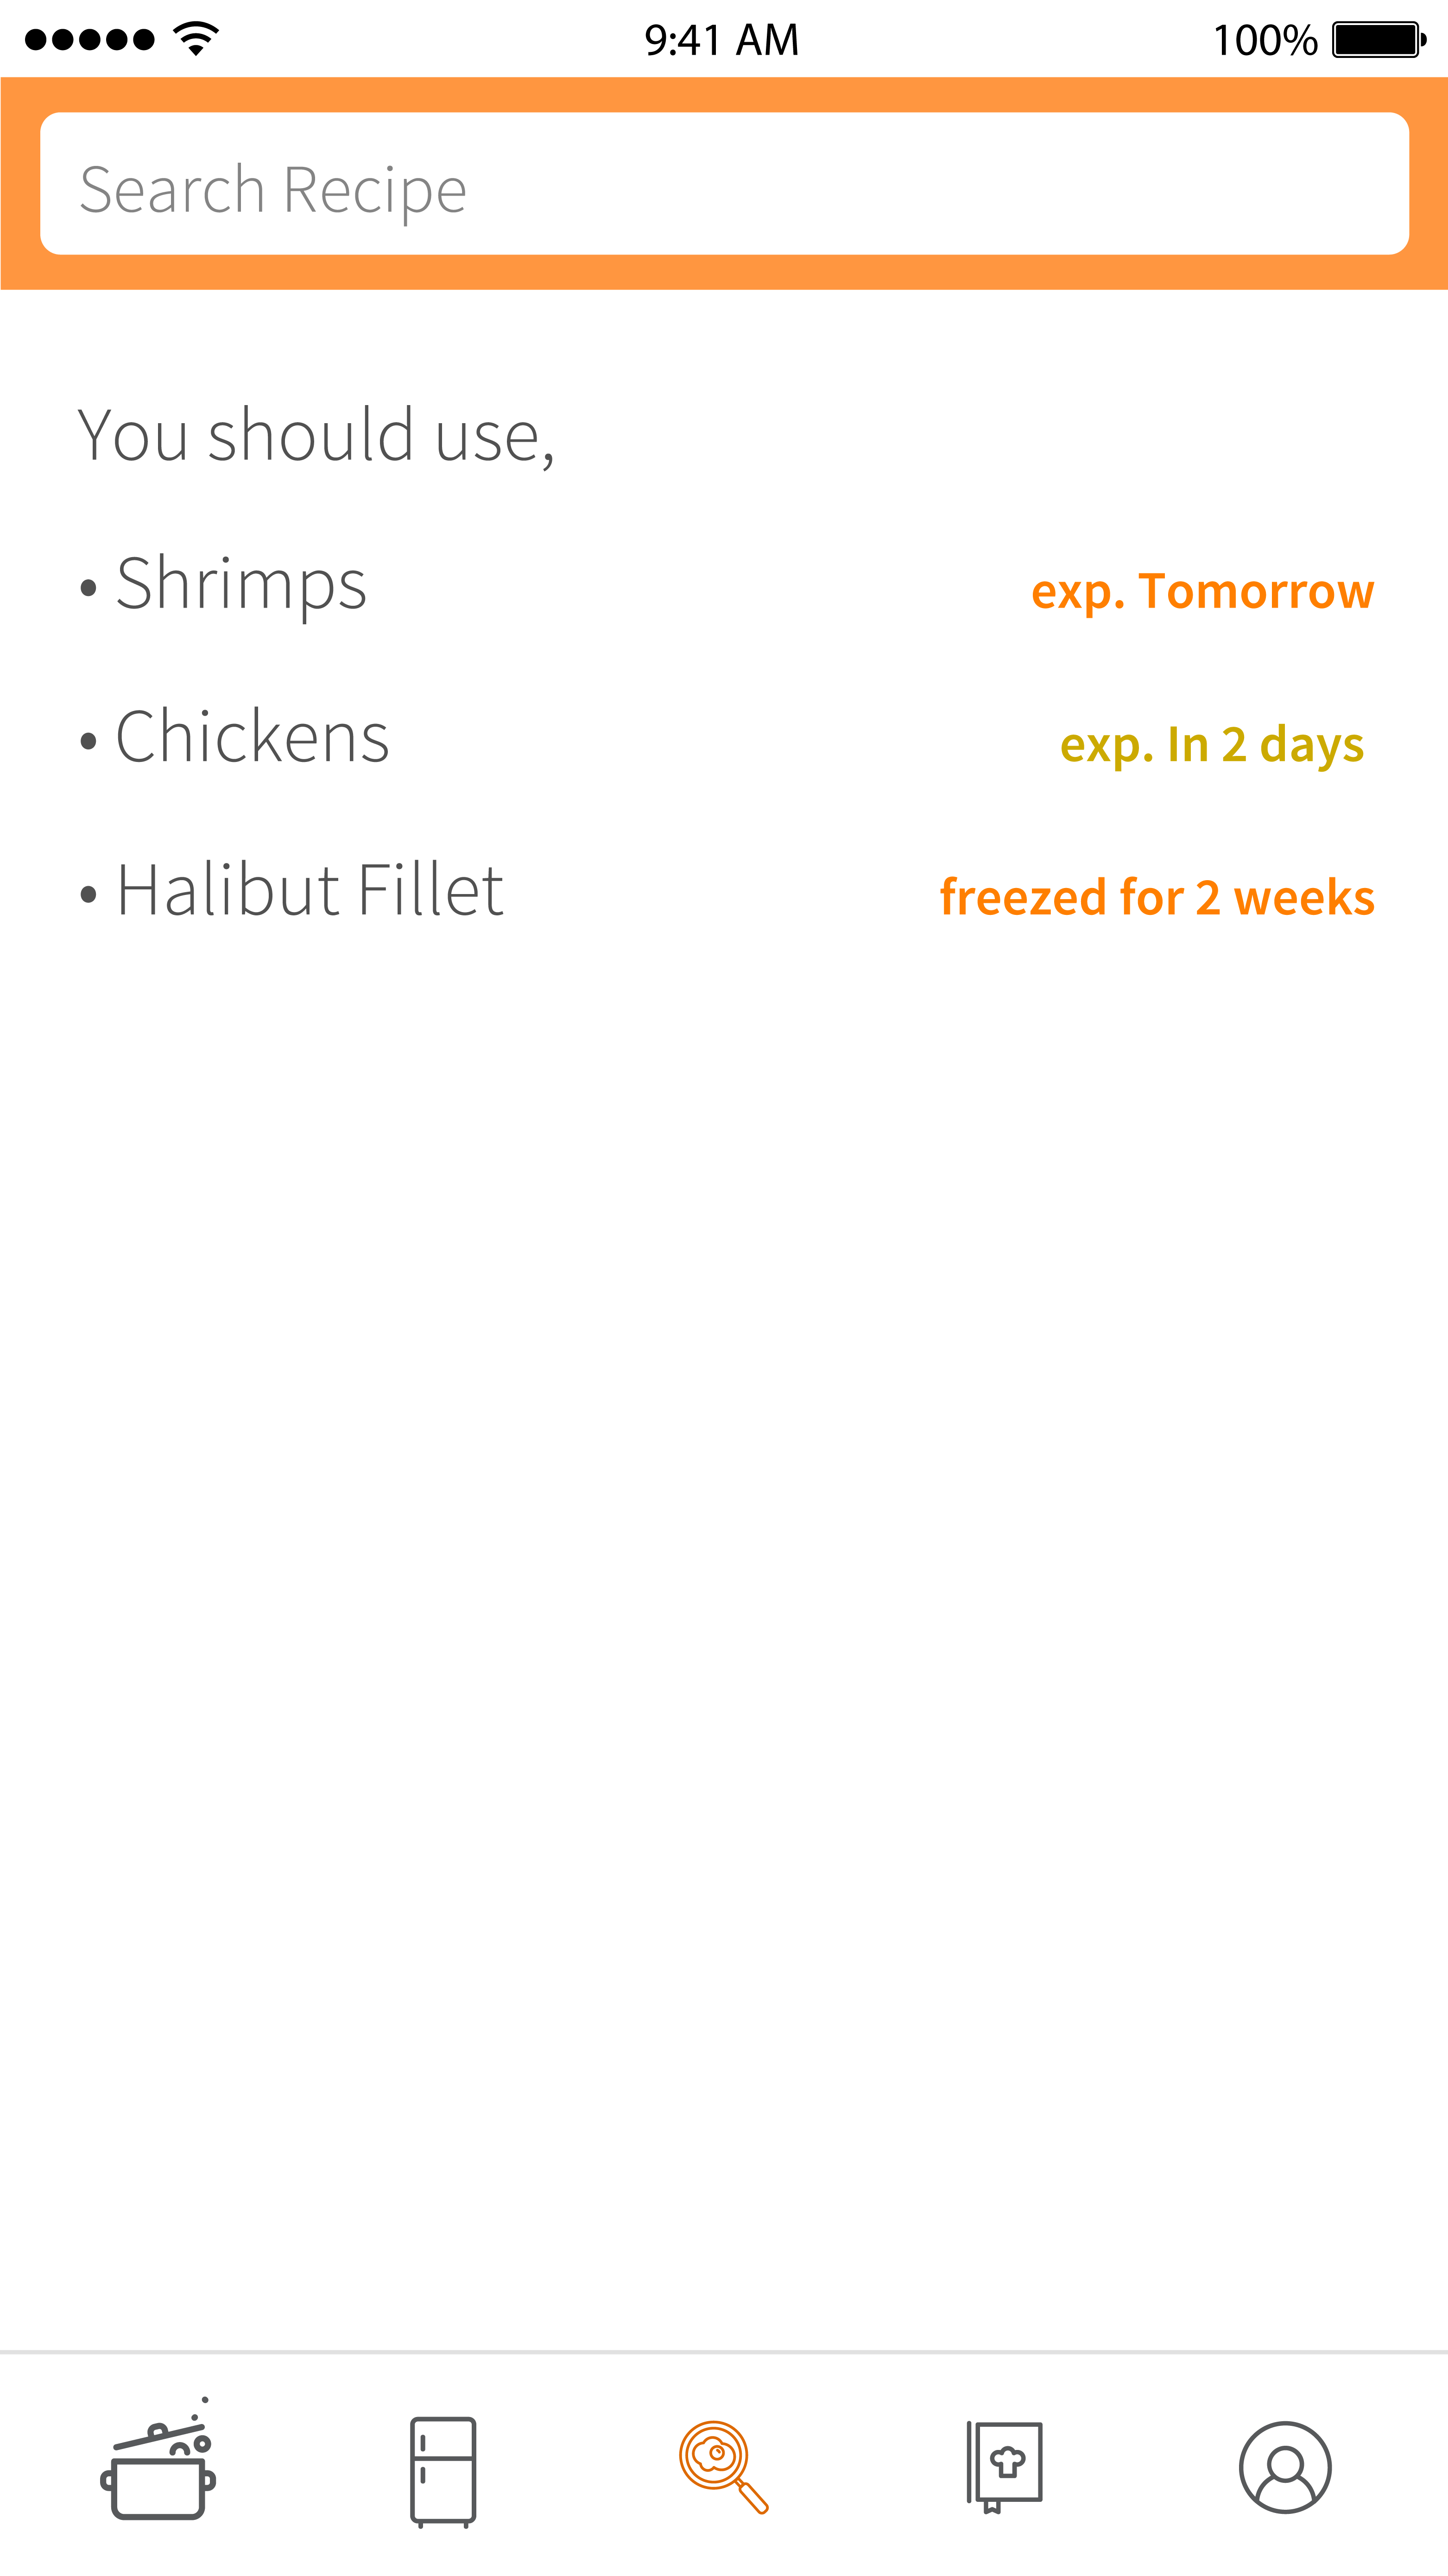 9:41 AM 100%
Search Recipe
You should use,
• Shrimps exp. Tomorrow
• Chickens exp. In 2 days
• Halibut Fillet freezed for 2 weeks